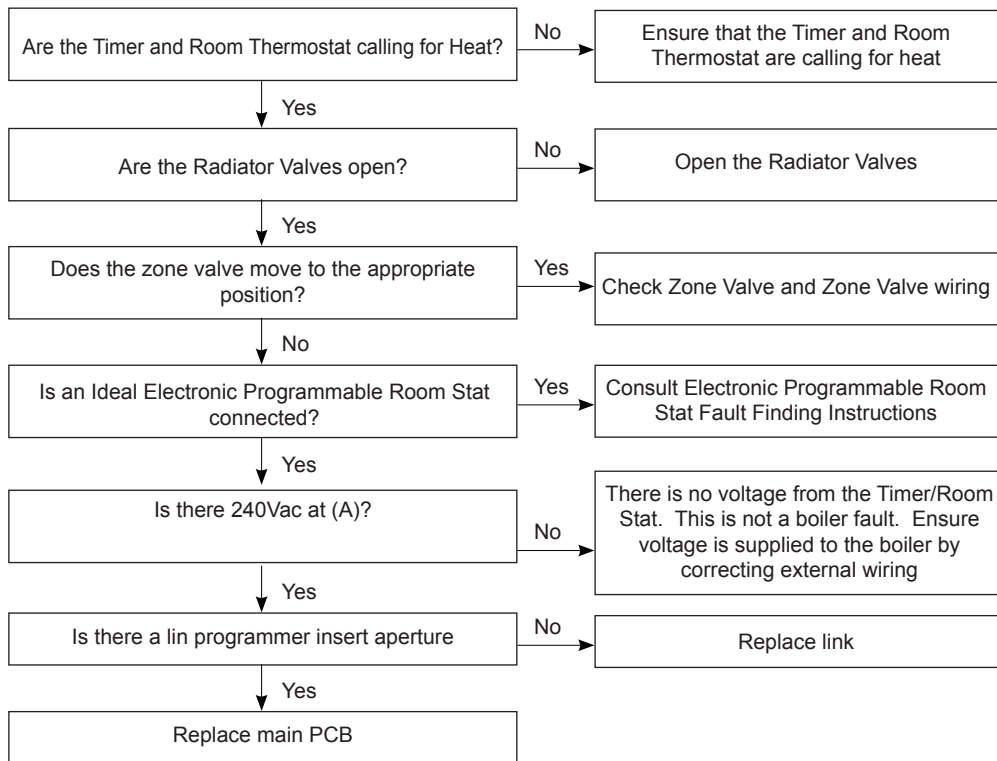 Are the Timer and Room Thermostat calling for Heat?
No
Ensure that the Timer and Room
Thermostat are calling for heat
Yes
Are the Radiator Valves open?
No
Open the Radiator Valves
Yes
Does the zone valve move to the appropriate
position?
Yes
Check Zone Valve and Zone Valve wiring
No
Is an Ideal Electronic Programmable Room Stat
connected?
Yes
Consult Electronic Programmable Room
Stat Fault Finding Instructions
Yes
Is there 240Vac at (A)?
No
There is no voltage from the Timer/Room
Stat. This is not a boiler fault. Ensure
voltage is supplied to the boiler by
correcting external wiring
Yes
Is there a lin programmer insert aperture
No
Replace link
Yes
Replace main PCB